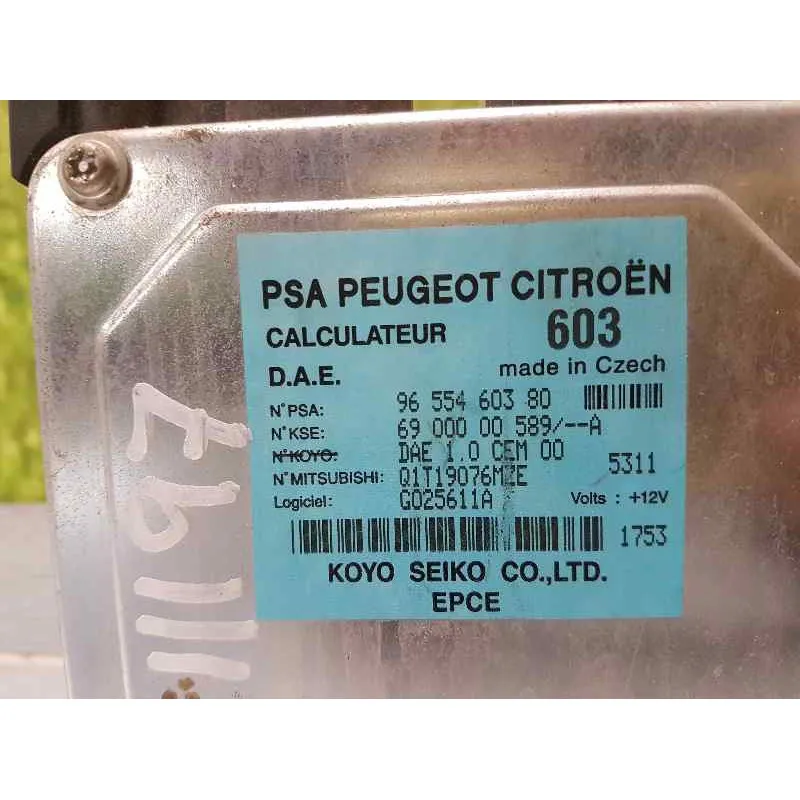 PSA PEUGEOT CITROËN
CALCULATEUR 603
D.A.E. made in Czech
N°PSA: 96 554 603 80
N°KSE: 69 000 00 589/--A
N°KOYO: DAE 1.0 CEM 00
N°MITSUBISHI: Q1T19076MZE 5311
Logiciel: G025611A Volts : +12V
1753
KOYO SEIKO CO.,LTD.
EPCE